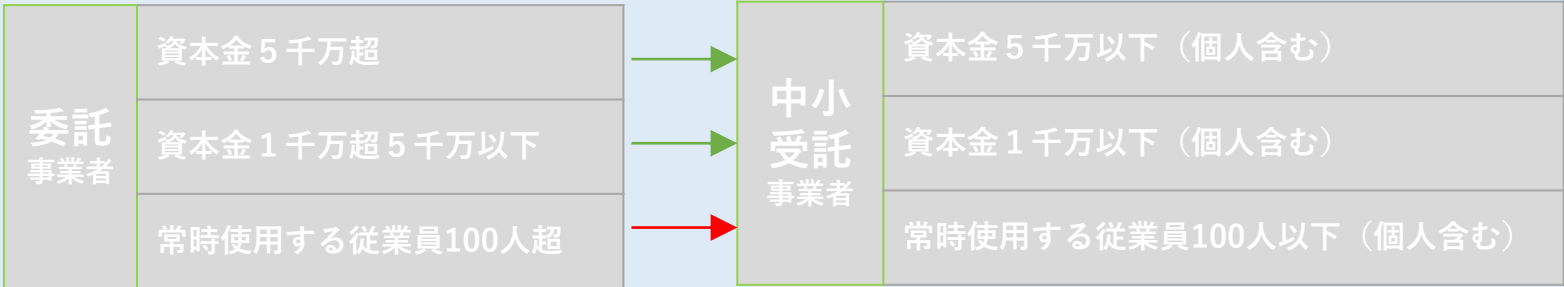 委託
事業者
資本金５千万超
資本金１千万超５千万以下
常時使用する従業員100人超
中小
受託
事業者
資本金５千万以下（個人含む）
資本金１千万以下（個人含む）
常時使用する従業員100人以下（個人含む）